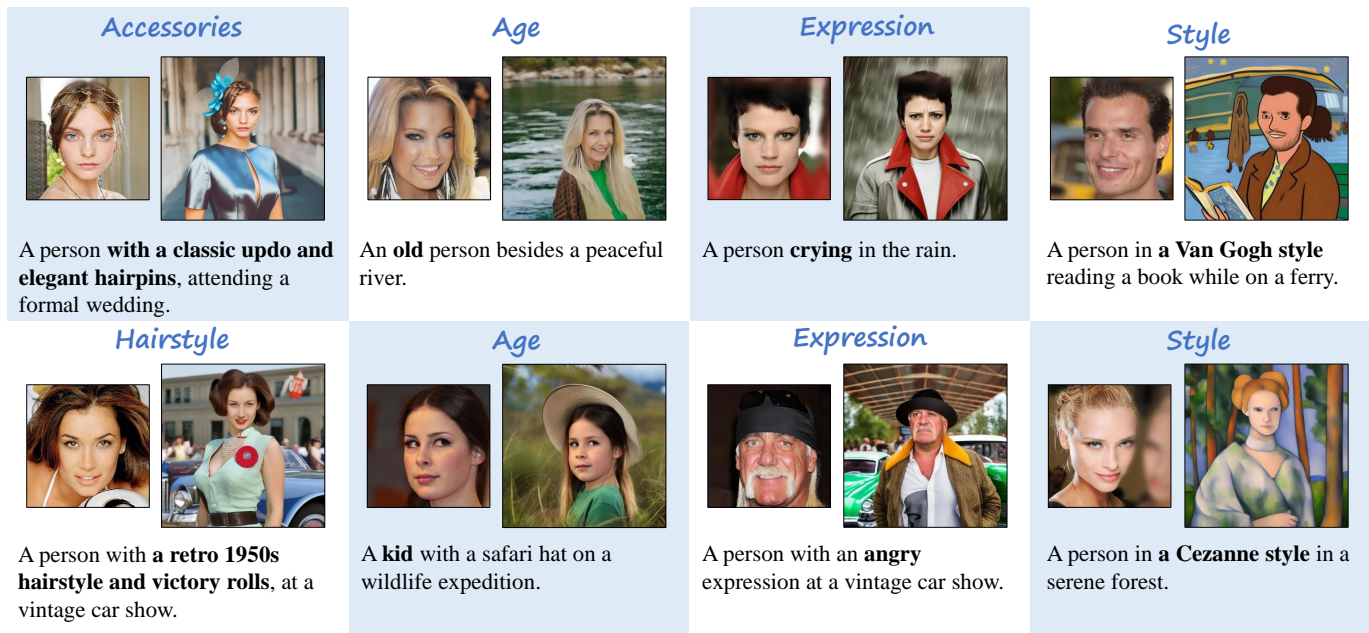 Accessories
A person with a classic updo and
elegant hairpins, attending a
formal wedding.
Age
An old person besides a peaceful
river.
Expression
A person crying in the rain.
Style
A person in a Van Gogh style
reading a book while on a ferry.
Hairstyle
A person with a retro 1950s
hairstyle and victory rolls, at a
vintage car show.
Age
A kid with a safari hat on a
wildlife expedition.
Expression
A person with an angry
expression at a vintage car show.
Style
A person in a Cezanne style in a
serene forest.